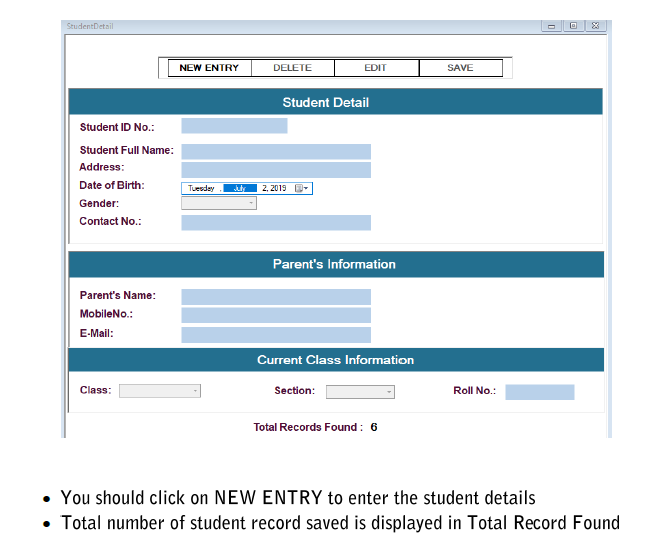 StudentDetail
NEW ENTRY DELETE EDIT SAVE
Student Detail
Student ID No.:
Student Full Name:
Address:
Date of Birth: Tuesday , July 2, 2019
Gender:
Contact No.:
Parent's Information
Parent's Name:
MobileNo.:
E-Mail:
Current Class Information
Class: Section: Roll No.:
Total Records Found : 6
• You should click on NEW ENTRY to enter the student details
• Total number of student record saved is displayed in Total Record Found